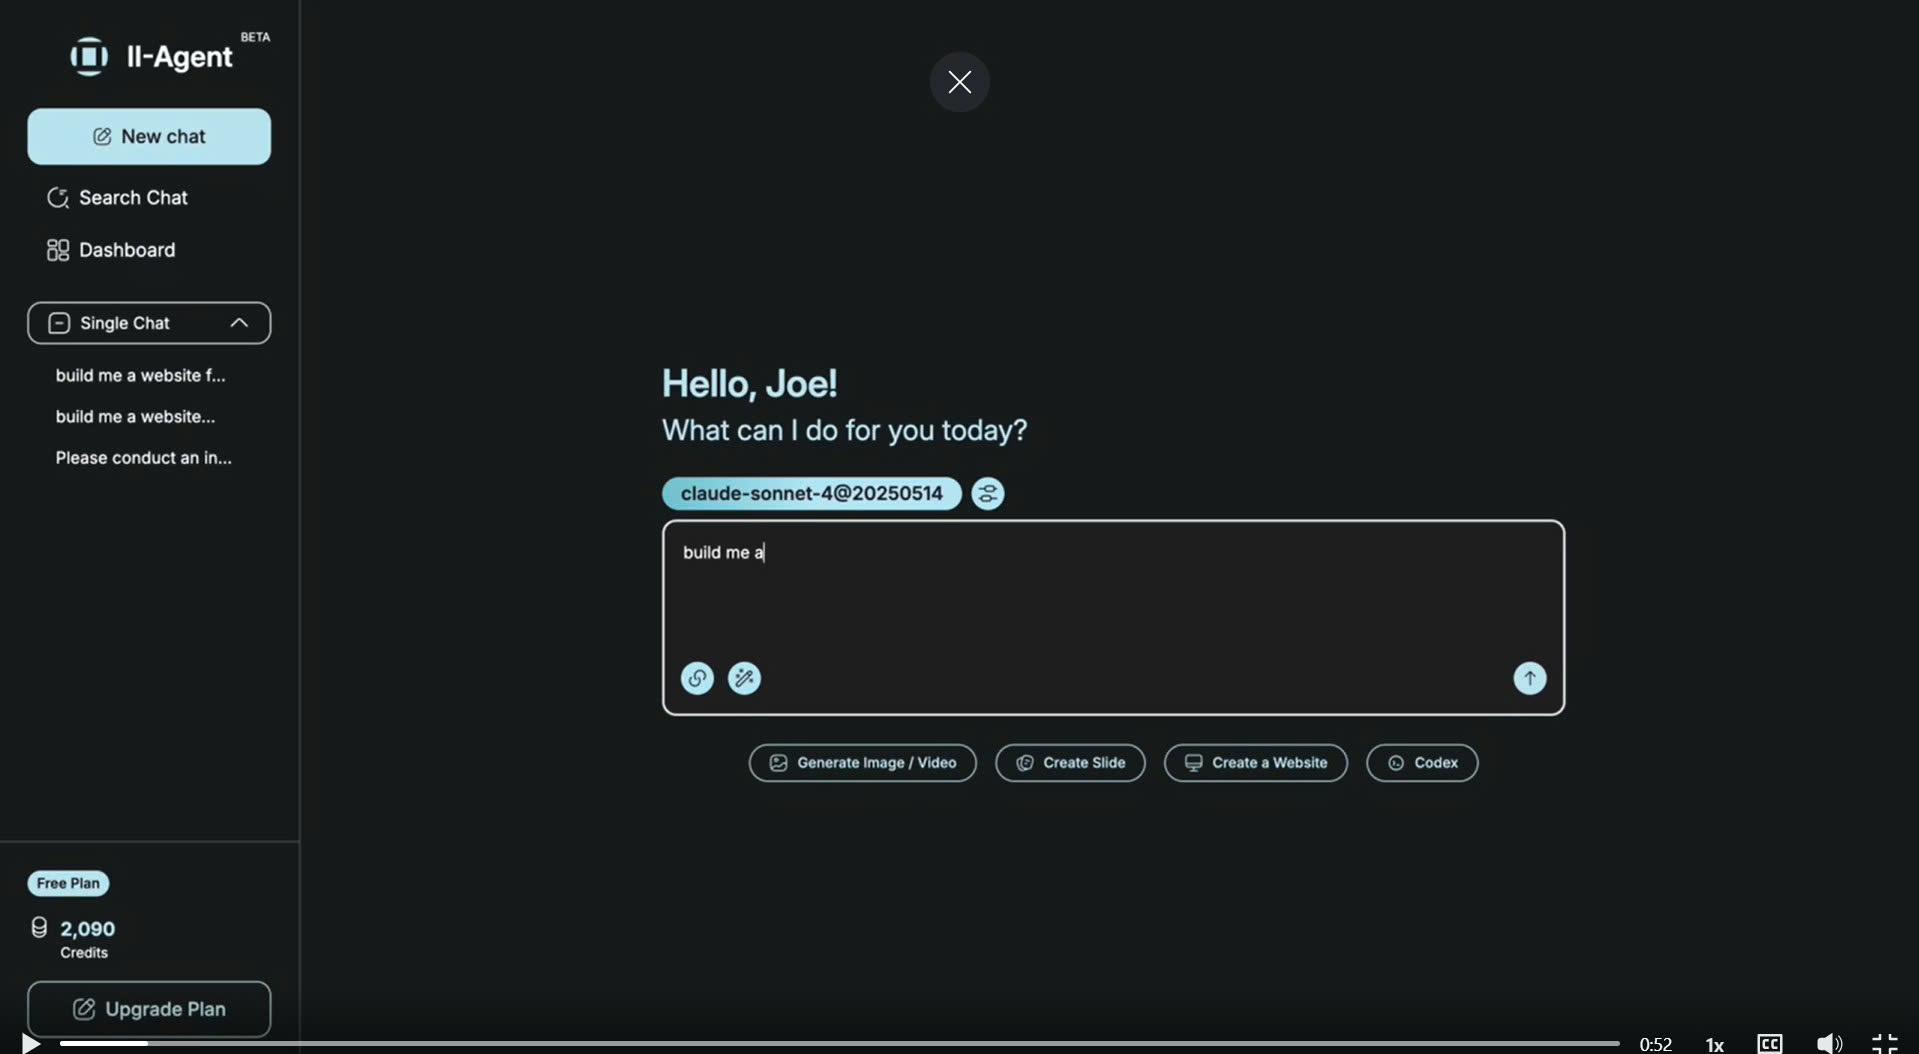 II-Agent BETA
New chat
Search Chat
Dashboard
Single Chat
build me a website f...
build me a website...
Please conduct an in...
Hello, Joe!
What can I do for you today?
claude-sonnet-4@20250514
build me a
Generate Image / Video
Create Slide
Create a Website
Codex
Free Plan
2,090
Credits
Upgrade Plan
0:52
1x
CC